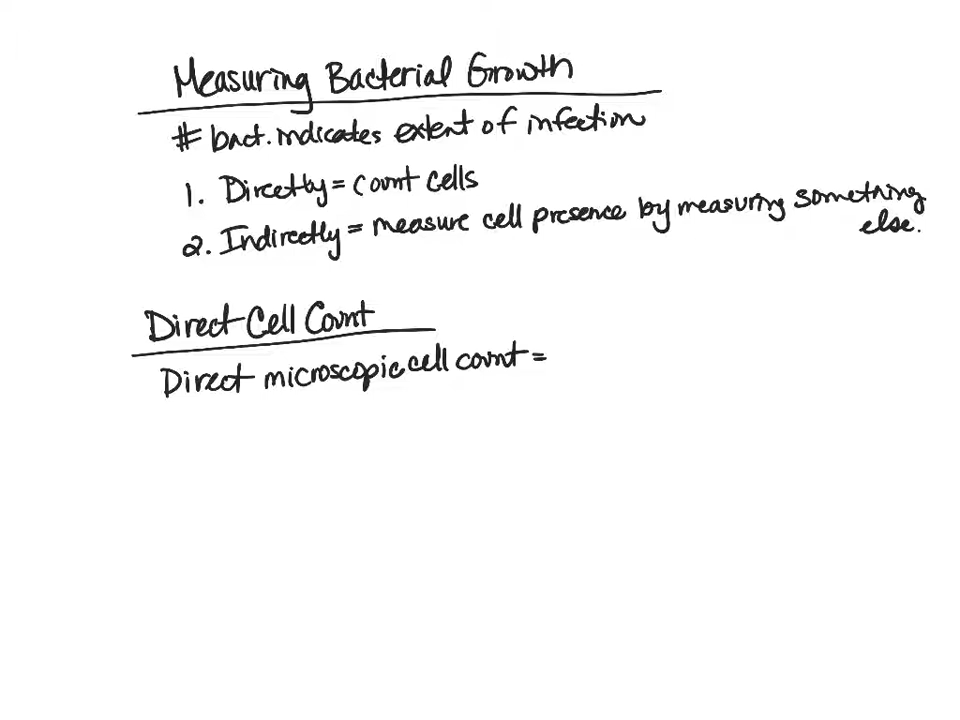 Measuring Bacterial Growth
# bact. indicates extent of infection
1. Directly = count cells
2. Indirectly = measure cell presence by measuring something
else.
Direct Cell Count
Direct microscopic cell count =